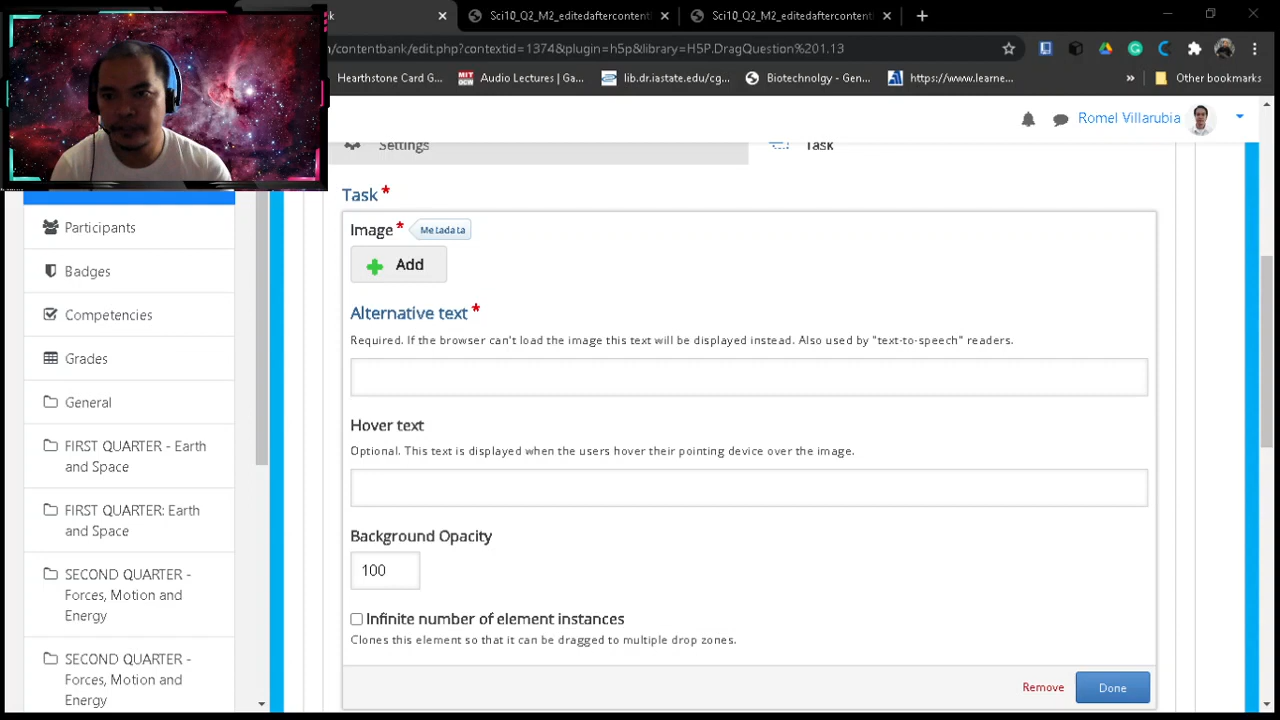 Gr10_Q2_M2_editedaftercontent
Gr10_Q2_M2_editedaftercor
/contentbank/edit.php?contextid=1374&plugin=h5p&library=H5P.DragQuestion%201.13
Hearthstone Card G... MIT OCW Audio Lectures | Ga... lib.dr.iastate.edu/cg... Biotechnolgy - Gen... https://www.learne... » Other bookmarks
Romel Villarubia
Settings Task
Task *
Image * Metadata
Add
Alternative text *
Required. If the browser can't load the image this text will be displayed instead. Also used by "text-to-speech" readers.
Hover text
Optional. This text is displayed when the users hover their pointing device over the image.
Background Opacity
100
Infinite number of element instances
Clones this element so that it can be dragged to multiple drop zones.
Remove Done
Participants
Badges
Competencies
Grades
General
FIRST QUARTER - Earth
and Space
FIRST QUARTER: Earth
and Space
SECOND QUARTER -
Forces, Motion and
Energy
SECOND QUARTER -
Forces, Motion and
Energy